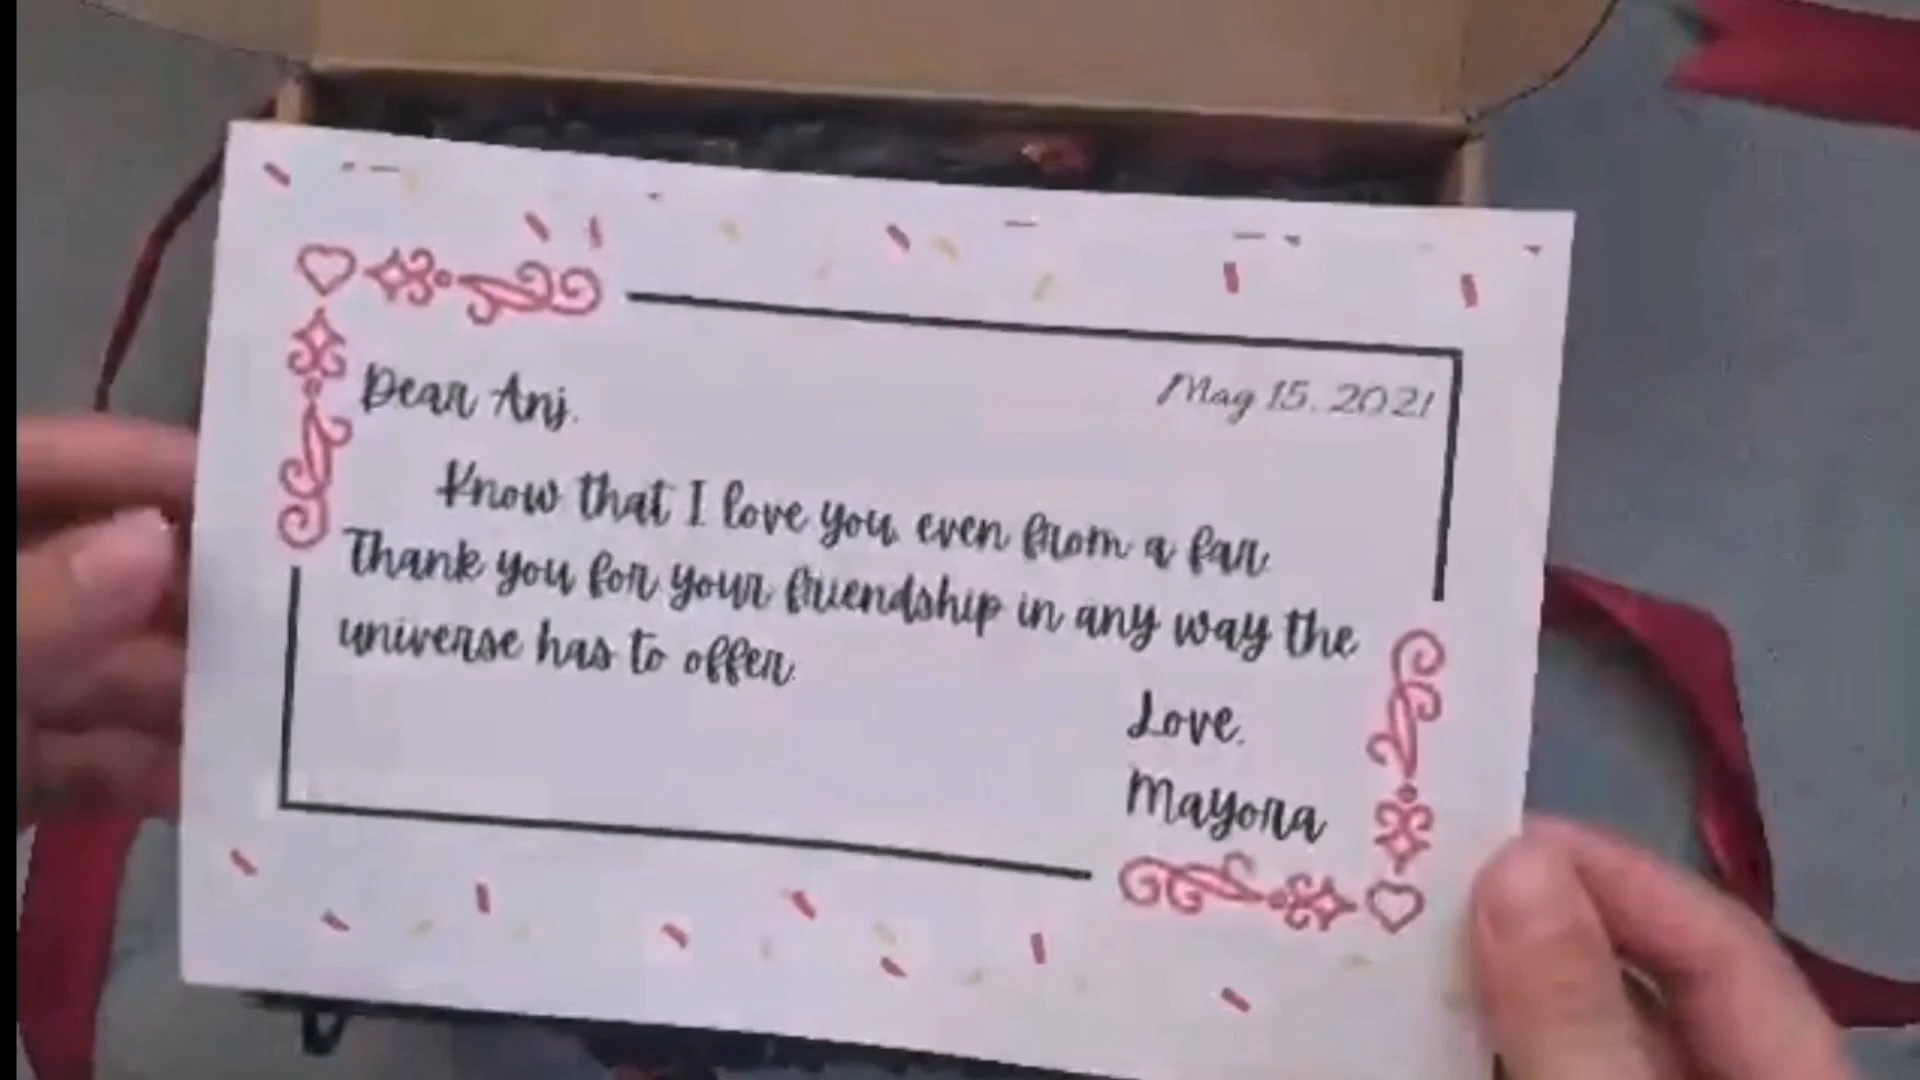 May 15, 2021
Dear Anj,
Know that I love you even from a far
Thank you for your friendship in any way the
universe has to offer.
Love,
Mayora